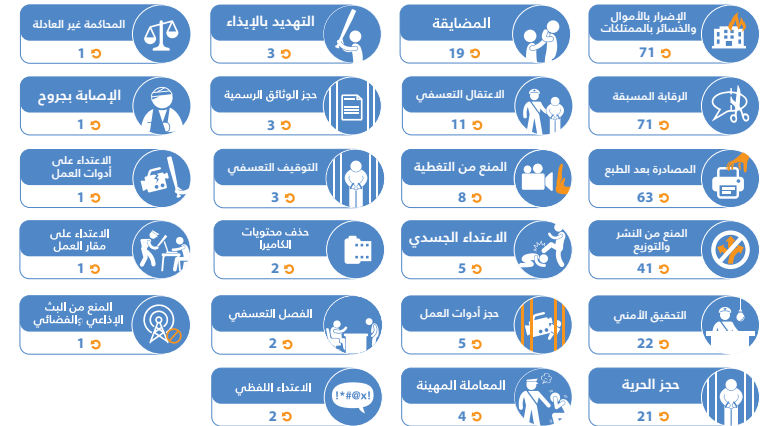 الإضرار بالأموال
والخسائر بالممتلكات
71
الرقابة المسبقة
71
المصادرة بعد الطبع
63
المنع من النشر
والتوزيع
41
التحقيق الأمني
22
حجز الحرية
21
المضايقة
19
الاعتقال التعسفي
11
المنع من التغطية
8
الاعتداء الجسدي
5
حجز أدوات العمل
5
المعاملة المهينة
4
التهديد بالإيذاء
3
حجز الوثائق الرسمية
3
التوقيف التعسفي
3
حذف محتويات
الكاميرا
2
الفصل التعسفي
2
الاعتداء اللفظي
!*#@x!
2
المحاكمة غير العادلة
1
الإصابة بجروح
1
الاعتداء على
أدوات العمل
1
الاعتداء على
مقار العمل
1
المنع من البث
الإذاعي والفضائي
1